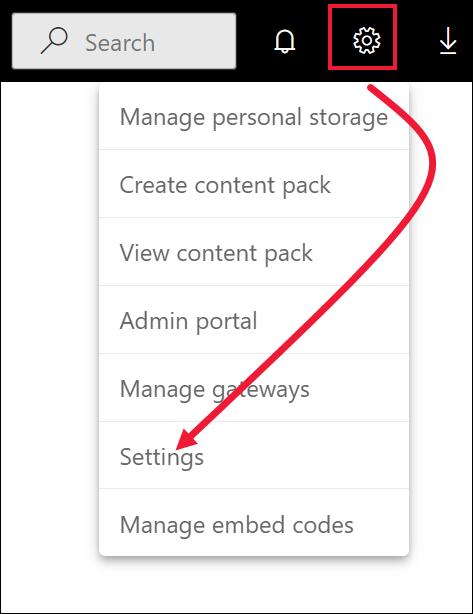 Search
Manage personal storage
Create content pack
View content pack
Admin portal
Manage gateways
Settings
Manage embed codes